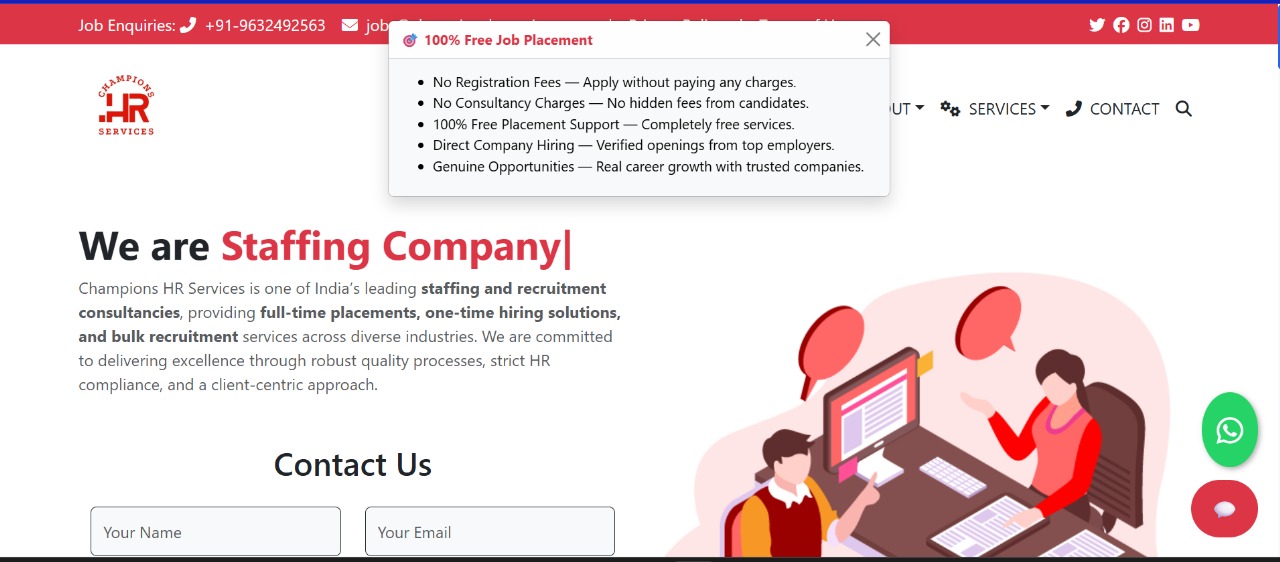 Job Enquiries: +91-9632492563
100% Free Job Placement
No Registration Fees — Apply without paying any charges.
No Consultancy Charges — No hidden fees from candidates.
100% Free Placement Support — Completely free services.
Direct Company Hiring — Verified openings from top employers.
Genuine Opportunities — Real career growth with trusted companies.
CHAMPIONS
HR
SERVICES
SERVICES
CONTACT
We are Staffing Company|
Champions HR Services is one of India’s leading staffing and recruitment
consultancies, providing full-time placements, one-time hiring solutions,
and bulk recruitment services across diverse industries. We are committed
to delivering excellence through robust quality processes, strict HR
compliance, and a client-centric approach.
Contact Us
Your Name
Your Email